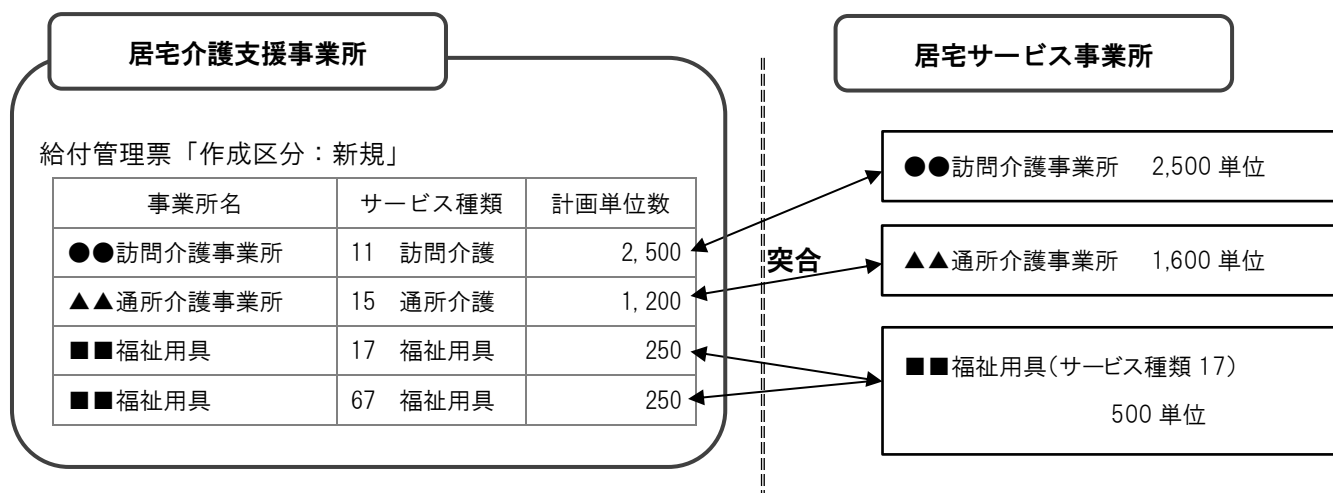 居宅介護支援事業所
居宅サービス事業所
給付管理票「作成区分：新規」
事業所名 サービス種類 計画単位数
●●訪問介護事業所 11 訪問介護 2,500
▲▲通所介護事業所 15 通所介護 1,200
■■福祉用具 17 福祉用具 250
■■福祉用具 67 福祉用具 250
突合
●●訪問介護事業所 2,500 単位
▲▲通所介護事業所 1,600 単位
■■福祉用具（サービス種類 17）
500 単位